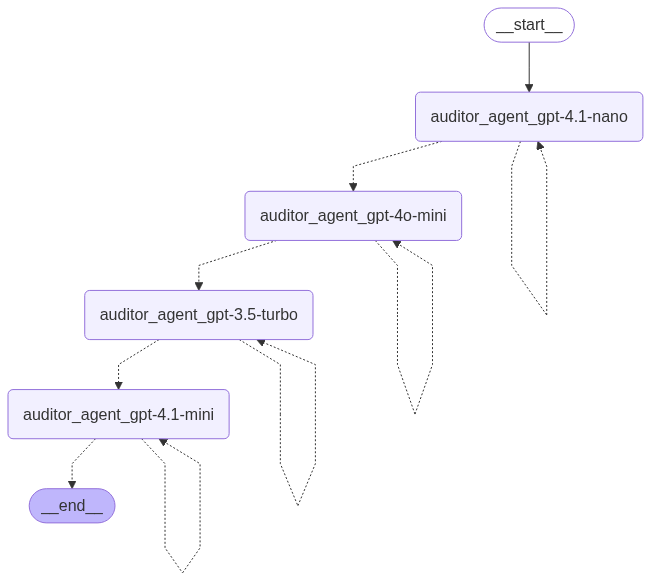 __start__
auditor_agent_gpt-4.1-nano
auditor_agent_gpt-4o-mini
auditor_agent_gpt-3.5-turbo
auditor_agent_gpt-4.1-mini
__end__